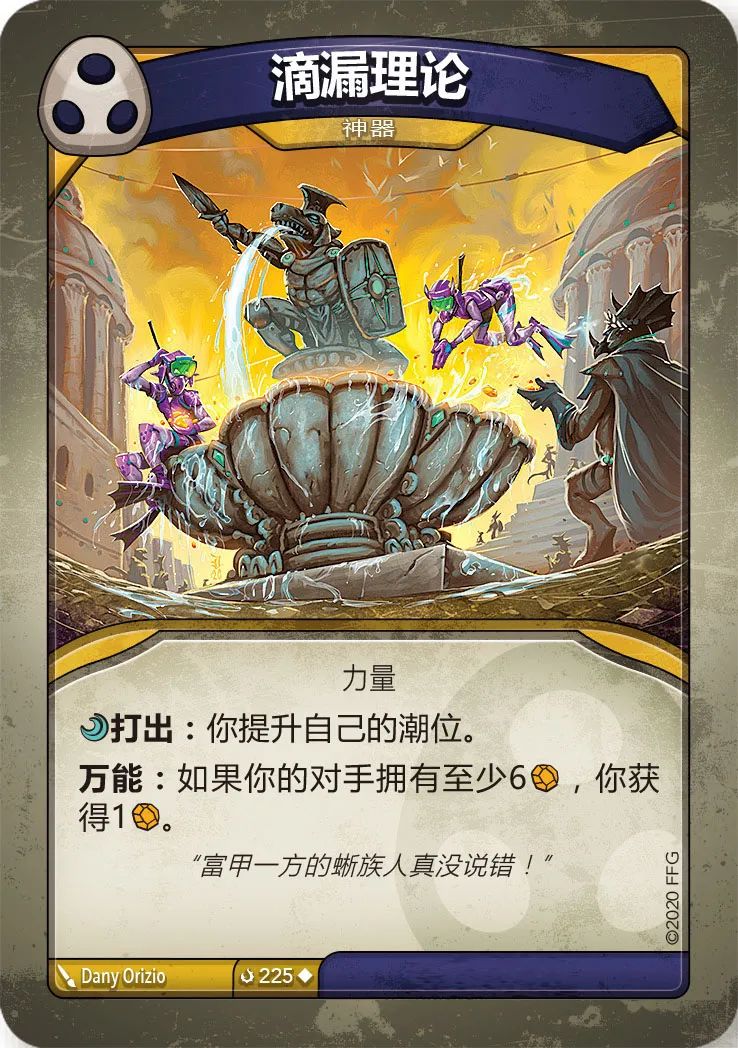 滴漏理论
神器
力量
打出：你提升自己的潮位。
万能：如果你的对手拥有至少6，你获
得1。
“富甲一方的蜥族人真没说错！”
©2020 FFG
Dany Orizio
225